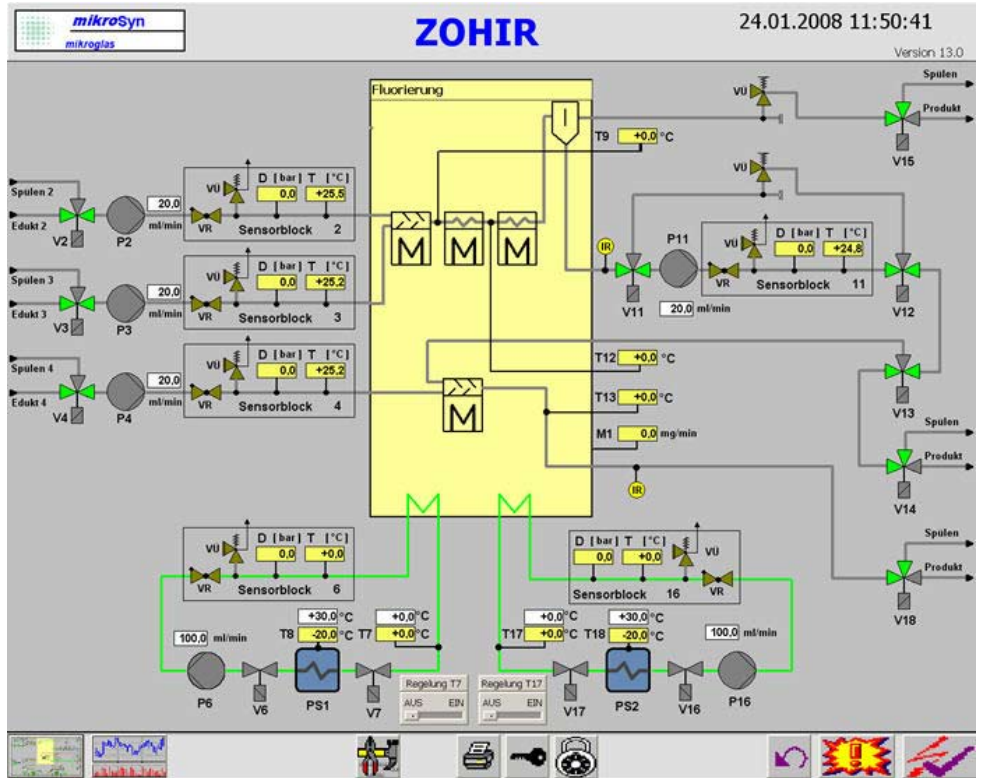 mikroSyn
mikroglas
ZOHIR
24.01.2008 11:50:41
Version 13.0
Fluorierung
Spülen
Produkt
VÜ
V15
T9 +0,0 °C
VÜ
Spülen 2
Edukt 2
V2
P2
20,0
ml/min
VÜ
VR
D [bar] T [°C]
0,0 +25,5
Sensorblock 2
M M M
IR
V11
P11
20,0 ml/min
VÜ
VR
D [bar] T [°C]
0,0 +24,8
Sensorblock 11
V12
Spülen 3
Edukt 3
V3
P3
20,0
ml/min
VÜ
VR
D [bar] T [°C]
0,0 +25,2
Sensorblock 3
Spülen 4
Edukt 4
V4
P4
20,0
ml/min
VÜ
VR
D [bar] T [°C]
0,0 +25,2
Sensorblock 4
M
T12 +0,0 °C
T13 +0,0 °C
M1 0,0 mg/min
IR
V13
Spülen
Produkt
V14
Spülen
Produkt
V18
VÜ
VR
D [bar] T [°C]
0,0 +0,0
Sensorblock 6
D [bar] T [°C]
0,0 +0,0
VÜ
VR
Sensorblock 16
100,0 ml/min
P6
V6
+30,0 °C
T8 -20,0 °C
PS1
+0,0 °C
T7 +0,0 °C
V7
Regelung T7
AUS EIN
Regelung T17
AUS EIN
+0,0 °C
T17 +0,0 °C
V17
+30,0 °C
T18 -20,0 °C
PS2
V16
100,0 ml/min
P16